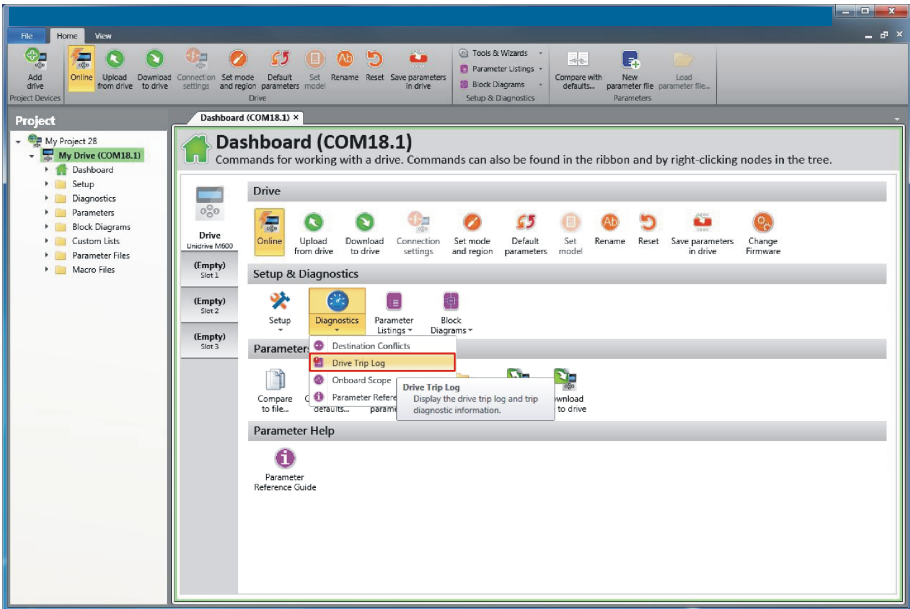 File Home View
Add drive
Online
Upload from drive
Download to drive
Connection settings
Set mode and region
Default parameters
Set model
Rename
Reset
Save parameters in drive
Tools & Wizards
Parameter Listings
Block Diagrams
Compare with defaults...
New parameter file
Load parameter file...
Project Devices
Drive
Setup & Diagnostics
Parameters
Project
My Project 28
My Drive (COM18.1)
Dashboard
Setup
Diagnostics
Parameters
Block Diagrams
Custom Lists
Parameter Files
Macro Files
Dashboard (COM18.1) ×
Dashboard (COM18.1)
Commands for working with a drive. Commands can also be found in the ribbon and by right-clicking nodes in the tree.
Drive
Unidrive M600
(Empty)
Slot 1
(Empty)
Slot 2
(Empty)
Slot 3
Drive
Online
Upload from drive
Download to drive
Connection settings
Set mode and region
Default parameters
Set model
Rename
Reset
Save parameters in drive
Change Firmware
Setup & Diagnostics
Setup
Diagnostics
Parameter Listings
Block Diagrams
Destination Conflicts
Drive Trip Log
Onboard Scope
Parameter Refere
Drive Trip Log
Display the drive trip log and trip
diagnostic information.
Parameter
Compare to file...
defaults...
param
wnload
to drive
Parameter Help
Parameter
Reference Guide